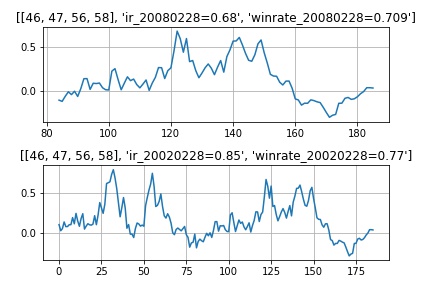 [[46, 47, 56, 58], 'ir_20080228=0.68', 'winrate_20080228=0.709']
0.5
0.0
80 100 120 140 160 180
[[46, 47, 56, 58], 'ir_20020228=0.85', 'winrate_20020228=0.77']
0.5
0.0
0 25 50 75 100 125 150 175